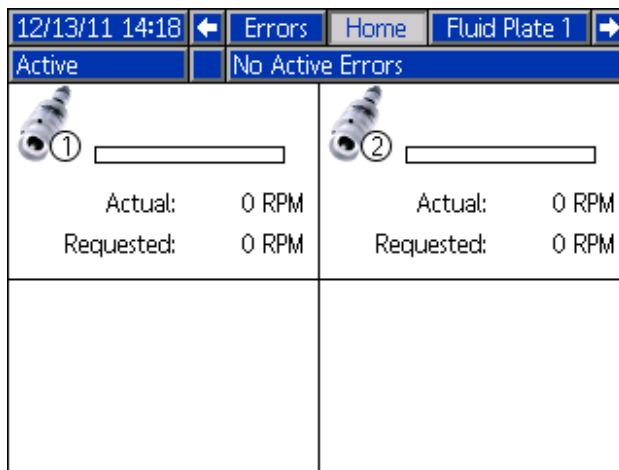 12/13/11 14:18 Errors Home Fluid Plate 1
Active No Active Errors
1 2
Actual: 0 RPM Actual: 0 RPM
Requested: 0 RPM Requested: 0 RPM